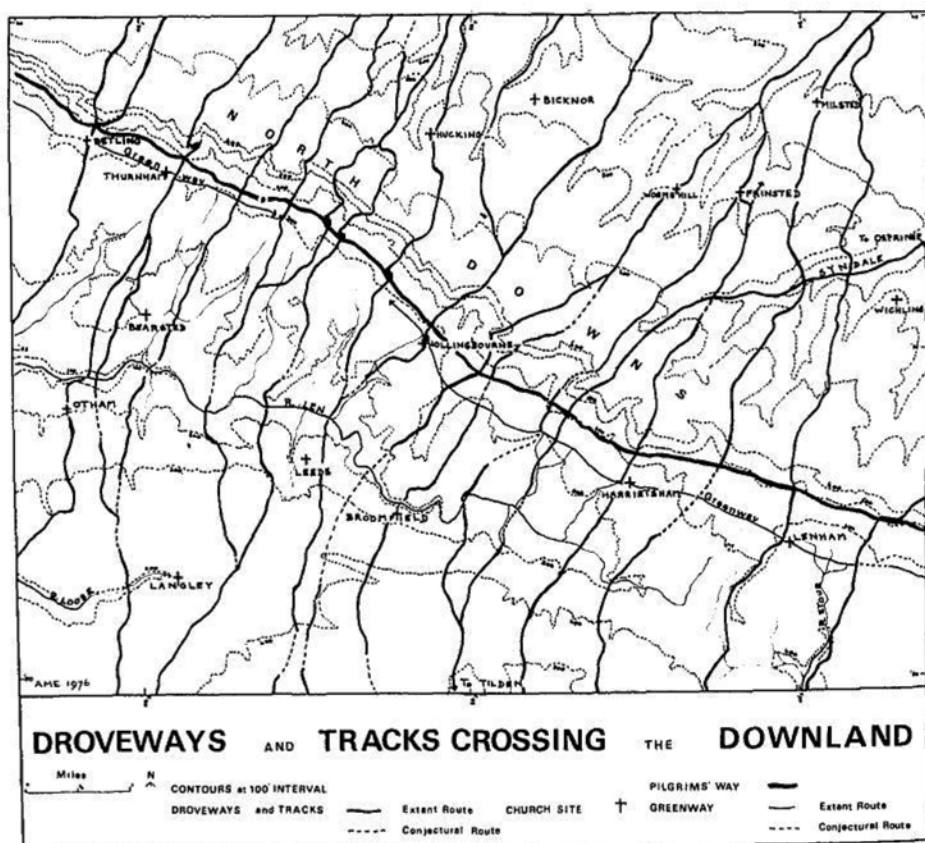 BICKNOR
MILSTED
NORTH DOWNS
DETLING
HUCKING
Greenway
THURNHAM
WORMSHILL
FRINSTED
To OSPRINGE
SYNDALE
WICHLING
BEARSTED
HOLLINGBOURNE
OTHAM
R. LEN
LEEDS
HARRIETSHAM
Greenway
BROOMFIELD
LENHAM
LANGLEY
R. LOOSE
R. STOUR
AME 1976
To TILDEN
DROVEWAYS AND TRACKS CROSSING THE DOWNLAND
Miles N
CONTOURS at 100' INTERVAL PILGRIMS' WAY
DROVEWAYS and TRACKS Extant Route CHURCH SITE GREENWAY Extant Route
Conjectural Route Conjectural Route